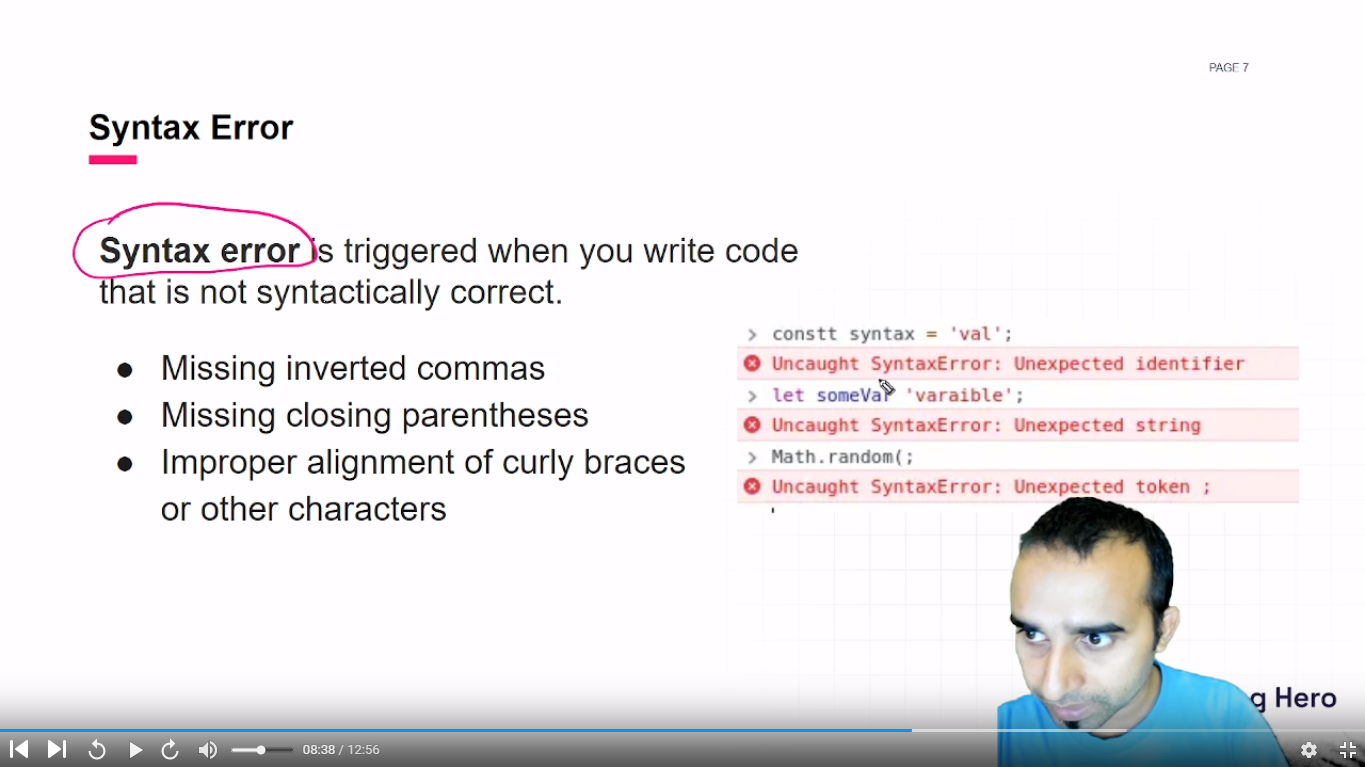 PAGE 7
Syntax Error
Syntax error is triggered when you write code
that is not syntactically correct.
● Missing inverted commas
● Missing closing parentheses
● Improper alignment of curly braces
or other characters
> constt syntax = 'val';
Uncaught SyntaxError: Unexpected identifier
> let someVar 'varaible';
Uncaught SyntaxError: Unexpected string
> Math.random(;
Uncaught SyntaxError: Unexpected token ;
g Hero
08:38 / 12:56